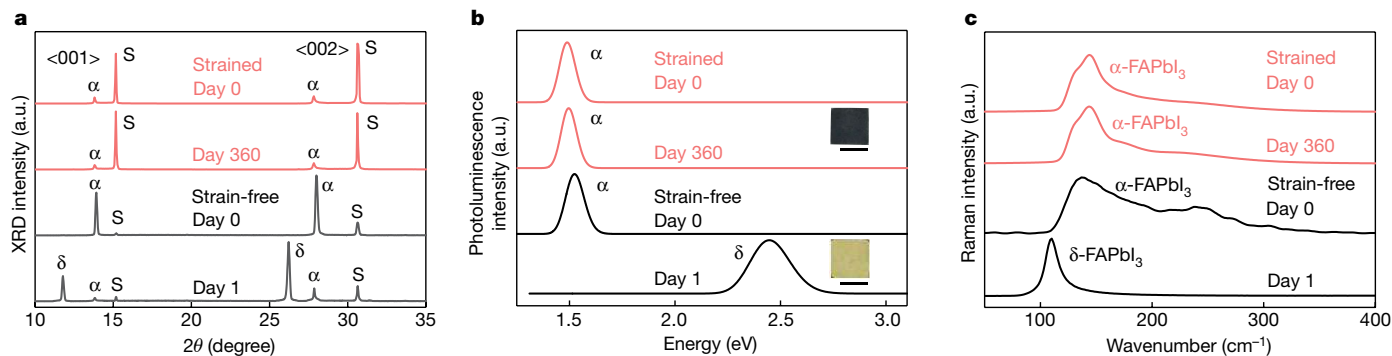 a
<001>
<002>
S
S
α
Strained
Day 0
α
S
S
α
Day 360
α
α
S
Strain-free
Day 0
α
S
δ
α
S
Day 1
δ
α
S
10
15
20
25
30
35
2θ (degree)
XRD intensity (a.u.)
b
α
Strained
Day 0
α
Day 360
α
Strain-free
Day 0
δ
Day 1
1.5
2.0
2.5
3.0
Energy (eV)
Photoluminescence
intensity (a.u.)
c
α-FAPbI₃
Strained
Day 0
α-FAPbI₃
Day 360
α-FAPbI₃
Strain-free
Day 0
δ-FAPbI₃
Day 1
100
200
300
400
Wavenumber (cm⁻¹)
Raman intensity (a.u.)